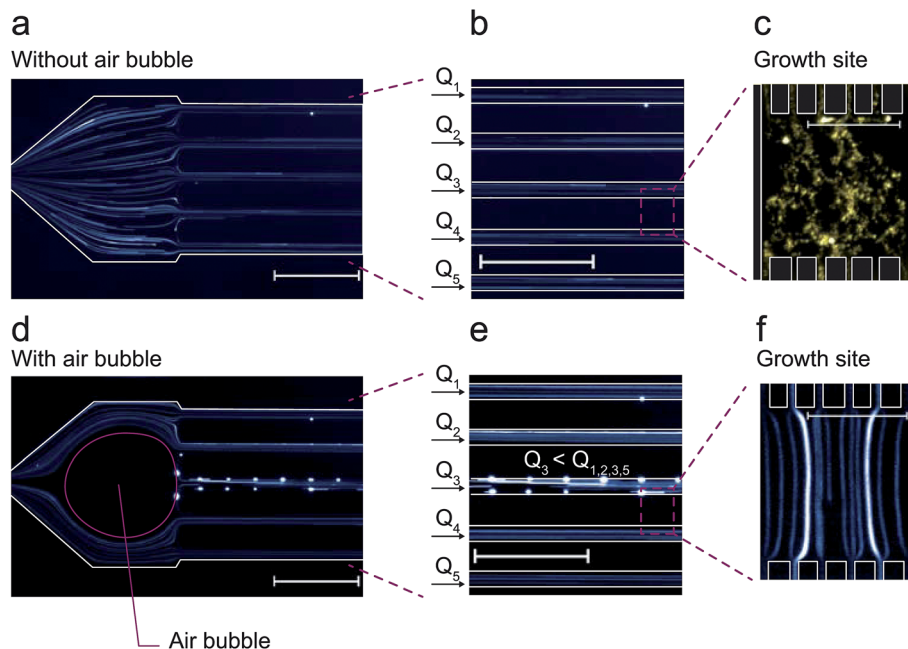 a
Without air bubble
b
Q1
Q2
Q3
Q4
Q5
c
Growth site
d
With air bubble
Air bubble
e
Q1
Q2
Q3
Q4
Q5
Q3 < Q1,2,3,5
f
Growth site